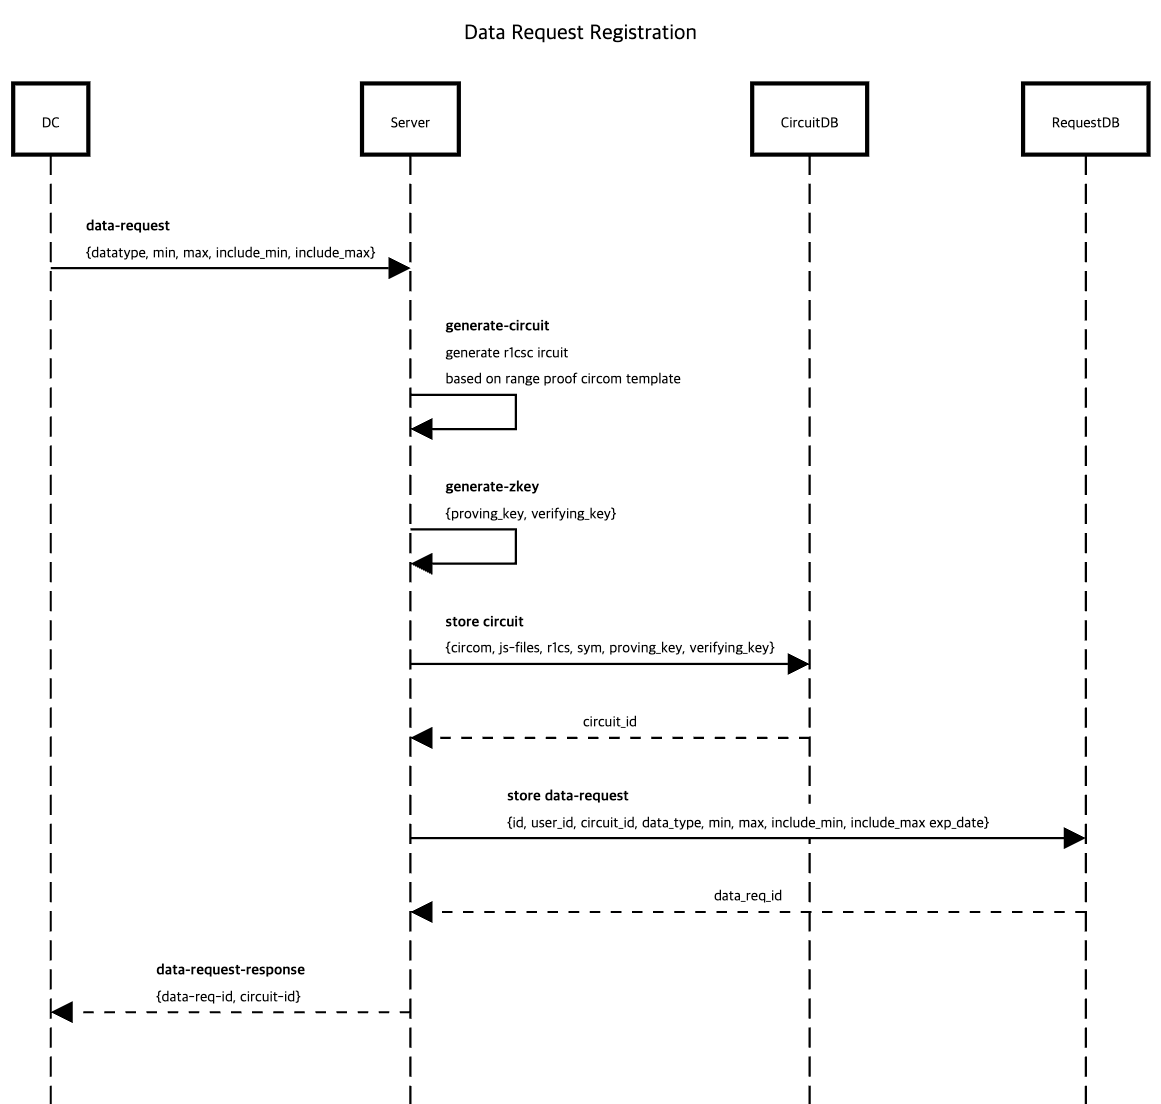 Data Request Registration
DC
Server
CircuitDB
RequestDB
data-request
{datatype, min, max, include_min, include_max}
generate-circuit
generate r1csc ircuit
based on range proof circom template
generate-zkey
{proving_key, verifying_key}
store circuit
{circom, js-files, r1cs, sym, proving_key, verifying_key}
circuit_id
store data-request
{id, user_id, circuit_id, data_type, min, max, include_min, include_max exp_date}
data_req_id
data-request-response
{data-req-id, circuit-id}